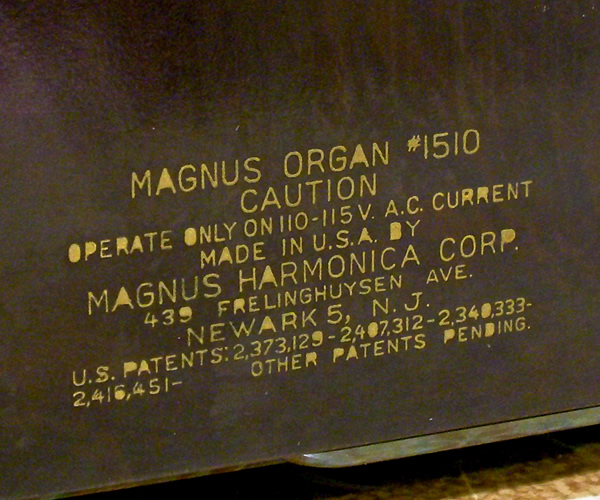 MAGNUS ORGAN #1510
CAUTION
OPERATE ONLY ON 110-115 V. A.C. CURRENT
MADE IN U.S.A. BY
MAGNUS HARMONICA CORP.
439 FRELINGHUYSEN AVE.
NEWARK 5, N. J.
U.S. PATENTS: 2,373,129-2,407,312-2,340,333-
2,416,451- OTHER PATENTS PENDING.